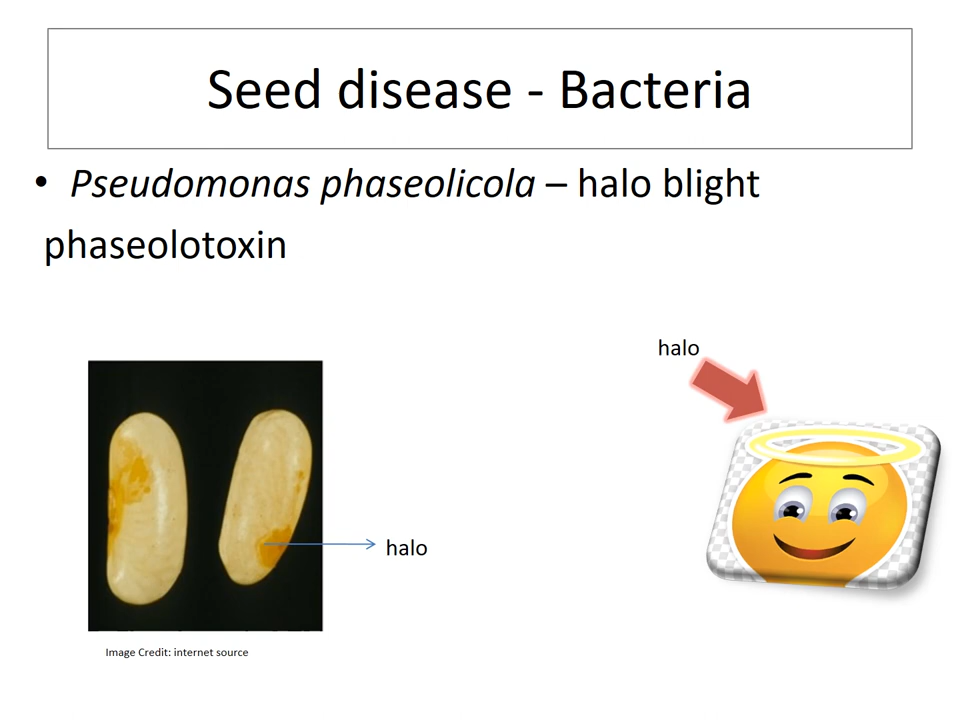 Seed disease - Bacteria
• Pseudomonas phaseolicola – halo blight
phaseolotoxin
halo
halo
Image Credit: internet source